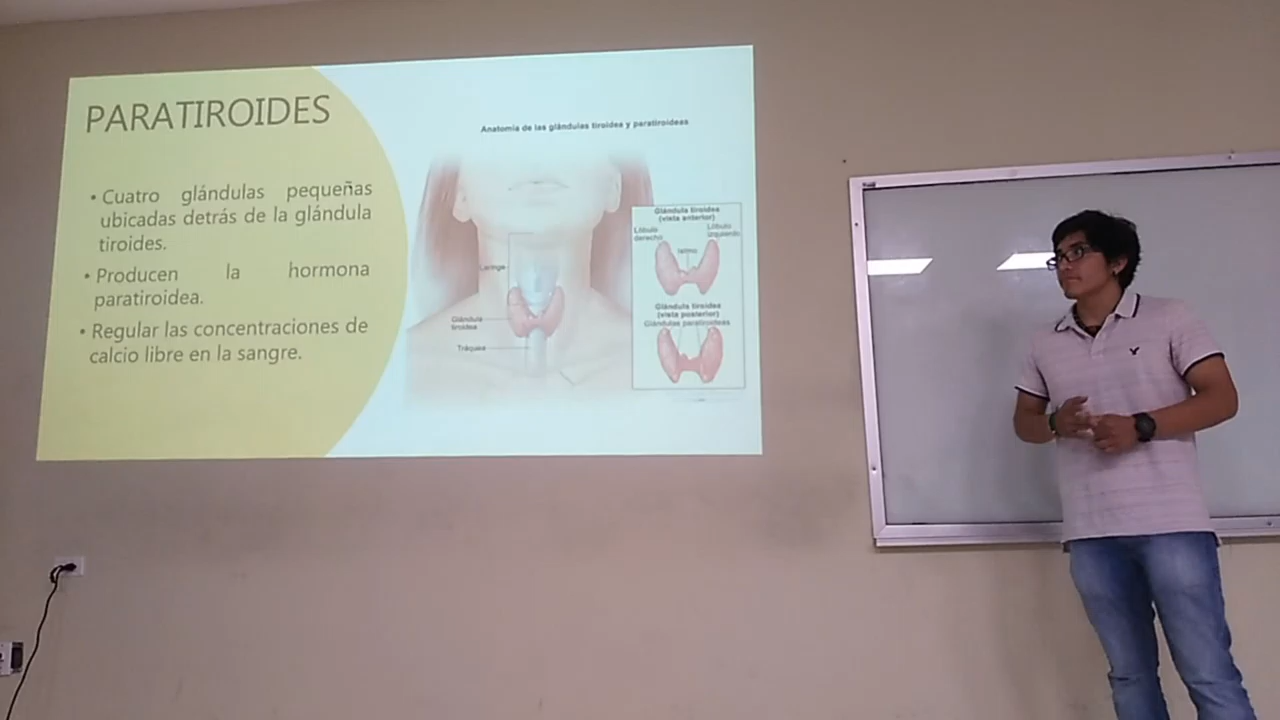 PARATIROIDES
• Cuatro glándulas pequeñas
ubicadas detrás de la glándula
tiroides.
• Producen la hormona
paratiroidea.
• Regular las concentraciones de
calcio libre en la sangre.
Anatomía de las glándulas tiroidea y paratiroideas
Laringe
Glándula
tiroidea
Tráquea
Glándula tiroidea
(vista anterior)
Lóbulo
derecho
Lóbulo
izquierdo
Istmo
Glándula tiroidea
(vista posterior)
Glándulas paratiroideas